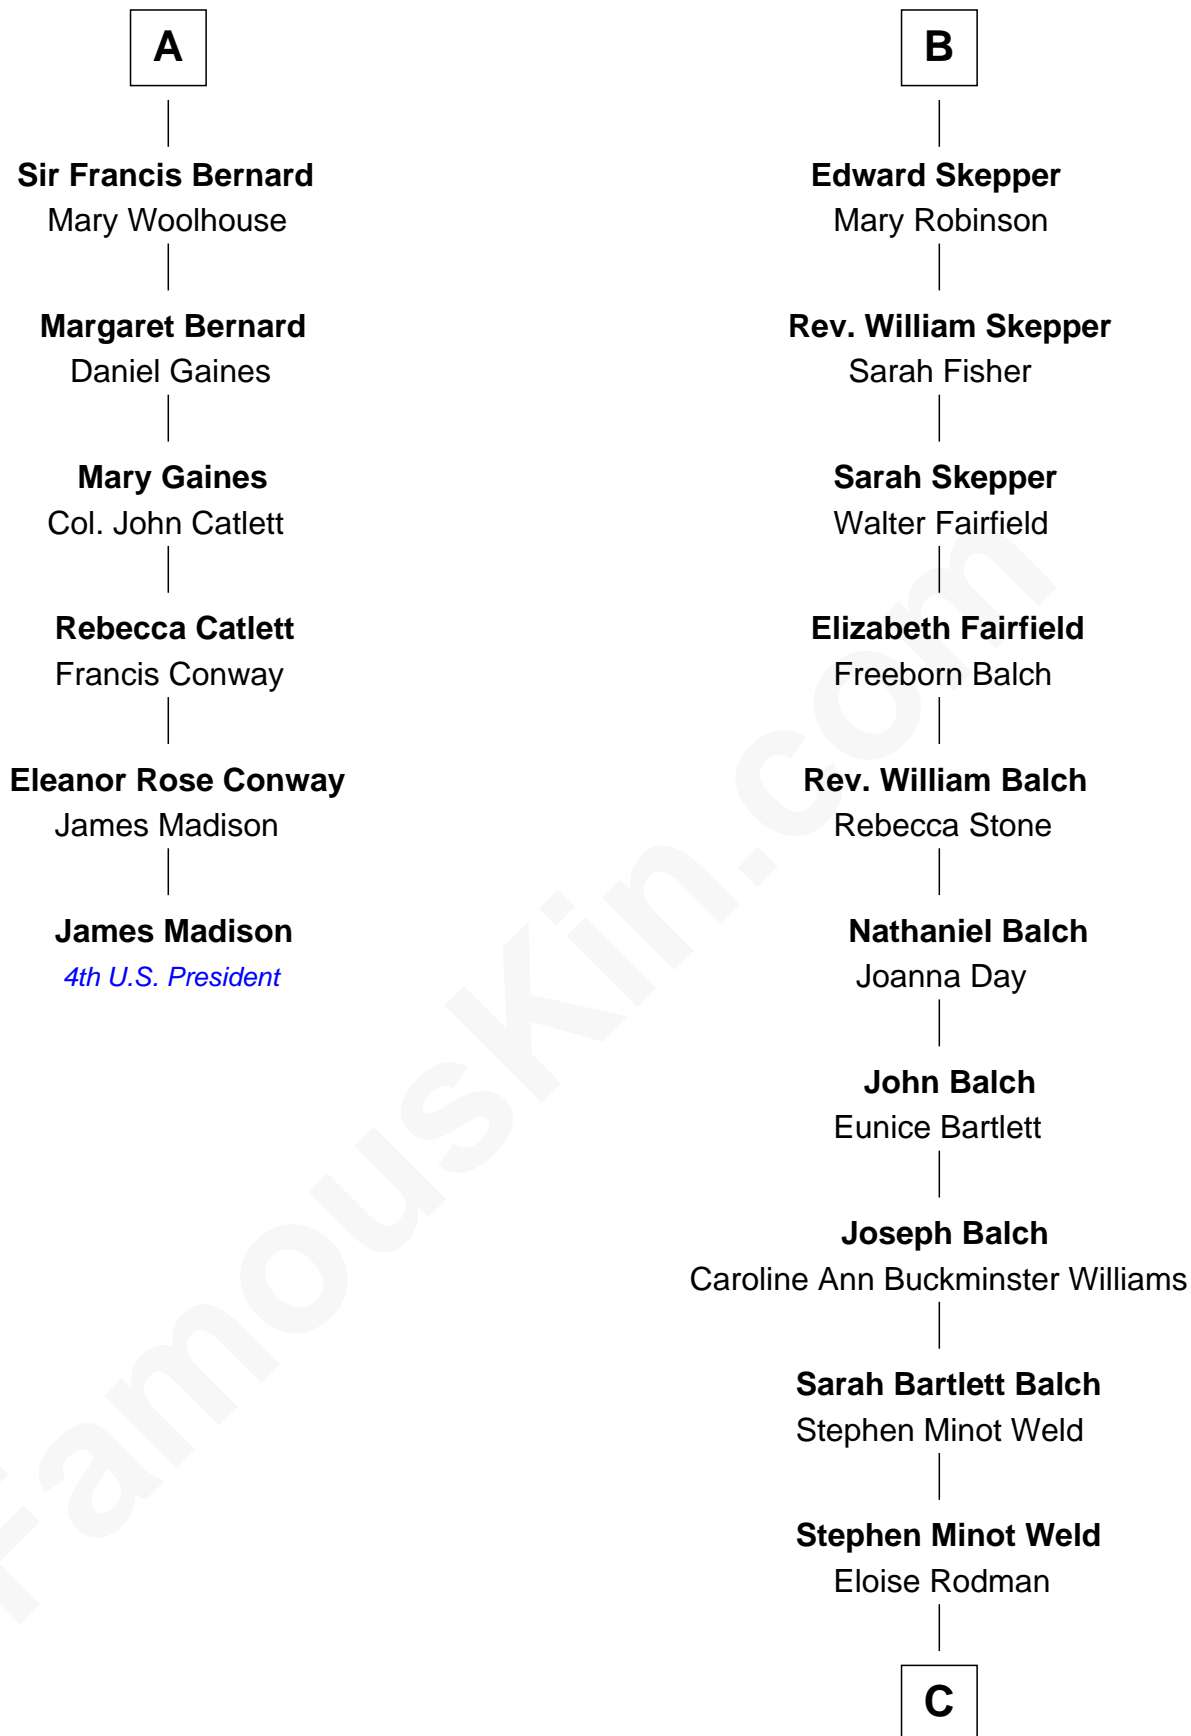 A
Sir Francis Bernard
Mary Woolhouse
Margaret Bernard
Daniel Gaines
Mary Gaines
Col. John Catlett
Rebecca Catlett
Francis Conway
Eleanor Rose Conway
James Madison
James Madison
4th U.S. President
B
Edward Skepper
Mary Robinson
Rev. William Skepper
Sarah Fisher
Sarah Skepper
Walter Fairfield
Elizabeth Fairfield
Freeborn Balch
Rev. William Balch
Rebecca Stone
Nathaniel Balch
Joanna Day
John Balch
Eunice Bartlett
Joseph Balch
Caroline Ann Buckminster Williams
Sarah Bartlett Balch
Stephen Minot Weld
Stephen Minot Weld
Eloise Rodman
C
FamousKin.com